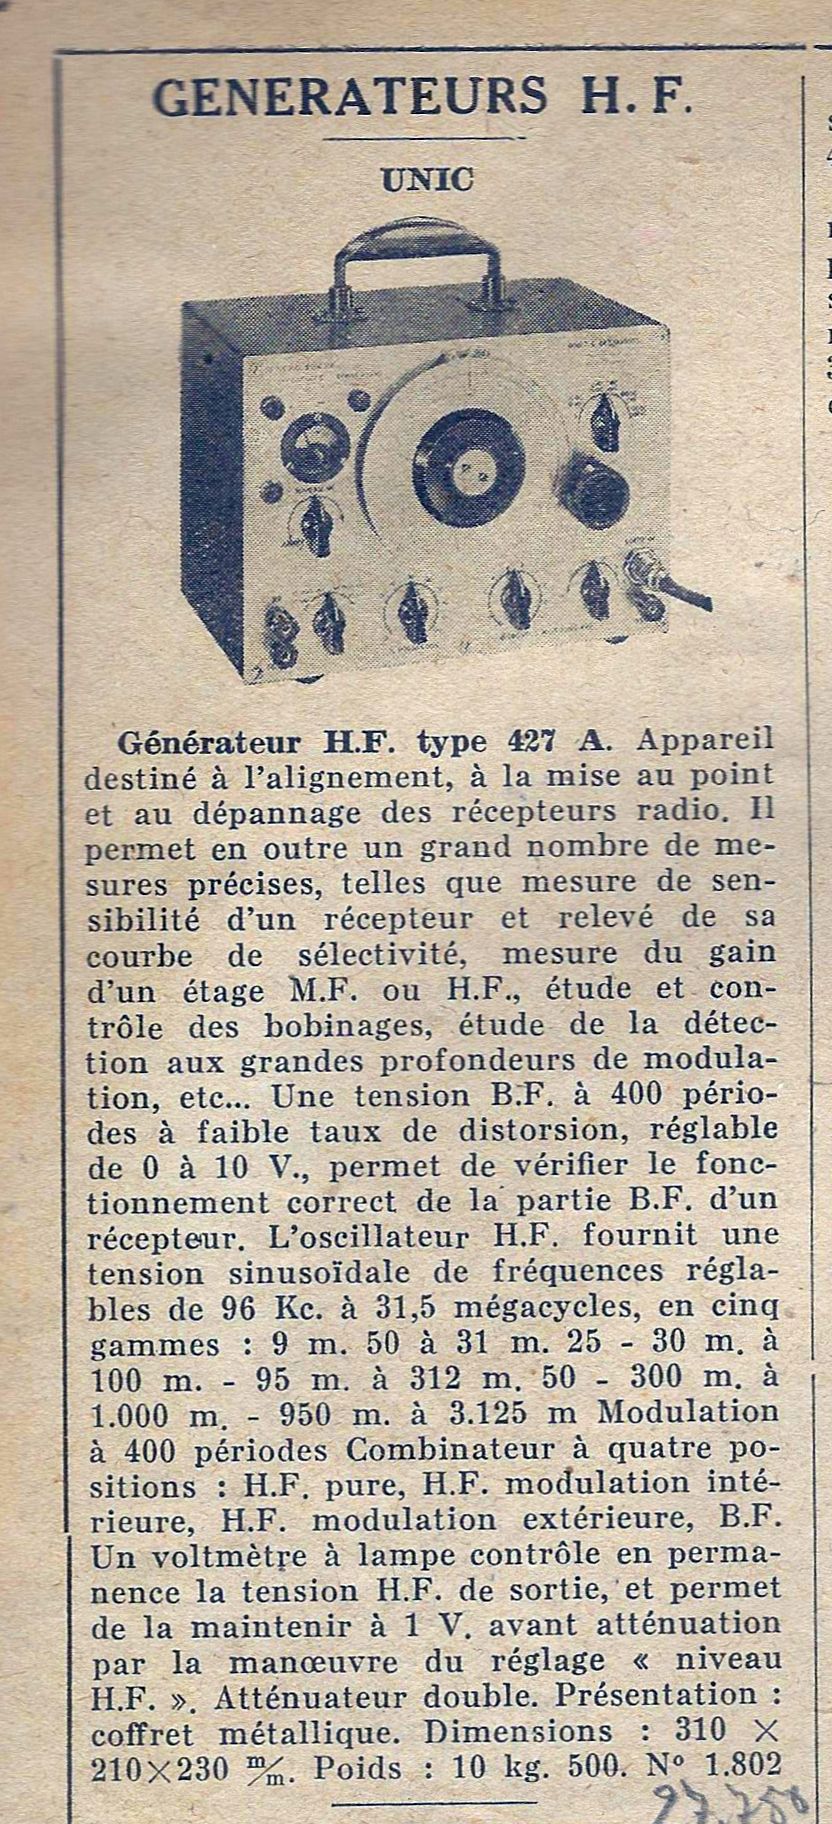 GENERATEURS H. F.
UNIC
Générateur H.F. type 427 A. Appareil
destiné à l'alignement, à la mise au point
et au dépannage des récepteurs radio. Il
permet en outre un grand nombre de me-
sures précises, telles que mesure de sen-
sibilité d'un récepteur et relevé de sa
courbe de sélectivité, mesure du gain
d'un étage M.F. ou H.F., étude et con-
trôle des bobinages, étude de la détec-
tion aux grandes profondeurs de modula-
tion, etc... Une tension B.F. à 400 pério-
des à faible taux de distorsion, réglable
de 0 à 10 V., permet de vérifier le fonc-
tionnement correct de la partie B.F. d'un
récepteur. L'oscillateur H.F. fournit une
tension sinusoïdale de fréquences régla-
bles de 96 Kc. à 31,5 mégacycles, en cinq
gammes : 9 m. 50 à 31 m. 25 - 30 m. à
100 m. - 95 m. à 312 m. 50 - 300 m. à
1.000 m. - 950 m. à 3.125 m Modulation
à 400 périodes Combinateur à quatre po-
sitions : H.F. pure, H.F. modulation inté-
rieure, H.F. modulation extérieure, B.F.
Un voltmètre à lampe contrôle en perma-
nence la tension H.F. de sortie, et permet
de la maintenir à 1 V. avant atténuation
par la manœuvre du réglage « niveau
H.F. ». Atténuateur double. Présentation :
coffret métallique. Dimensions : 310 ×
210×230 m/m. Poids : 10 kg. 500. Nº 1.802
27.750